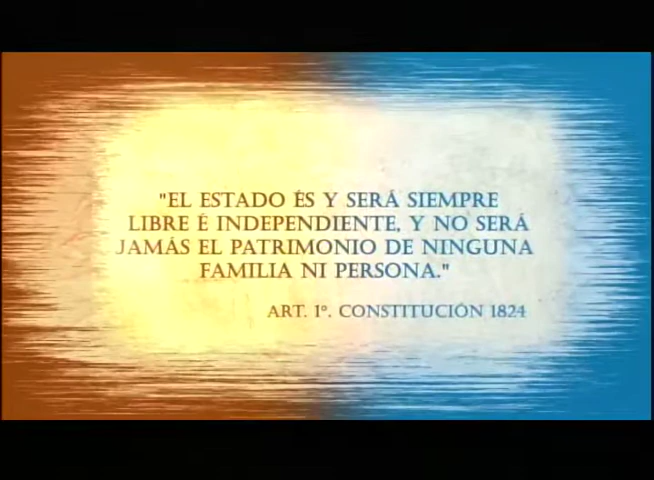 "EL ESTADO ÉS Y SERÁ SIEMPRE
LIBRE É INDEPENDIENTE, Y NO SERÁ
JAMÁS EL PATRIMONIO DE NINGUNA
FAMILIA NI PERSONA."
ART. 1º. CONSTITUCIÓN 1824